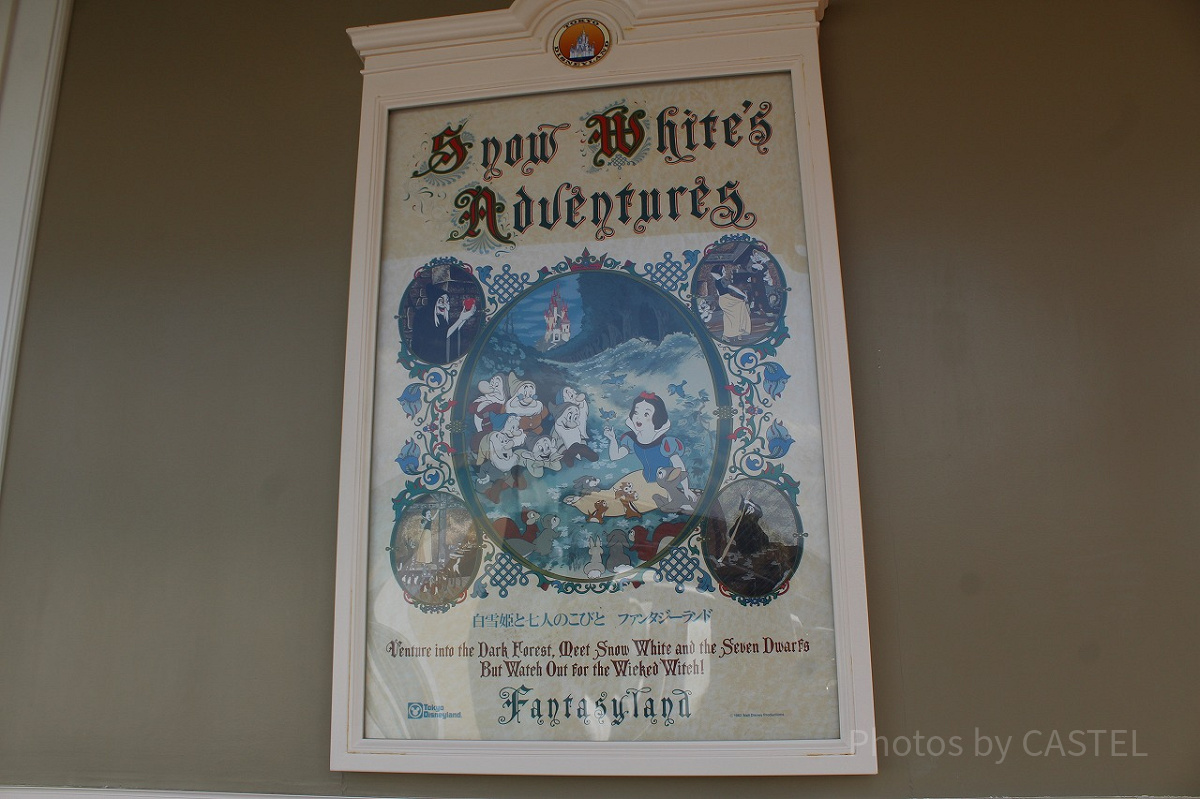 TOKYO DISNEYLAND
Snow White's
Adventures
白雪姫と七人のこびと ファンタジーランド
Venture into the Dark Forest, Meet Snow White and the Seven Dwarfs
But Watch Out for the Wicked Witch!
Tokyo
Disneyland
Fantasyland
Photos by CASTEL